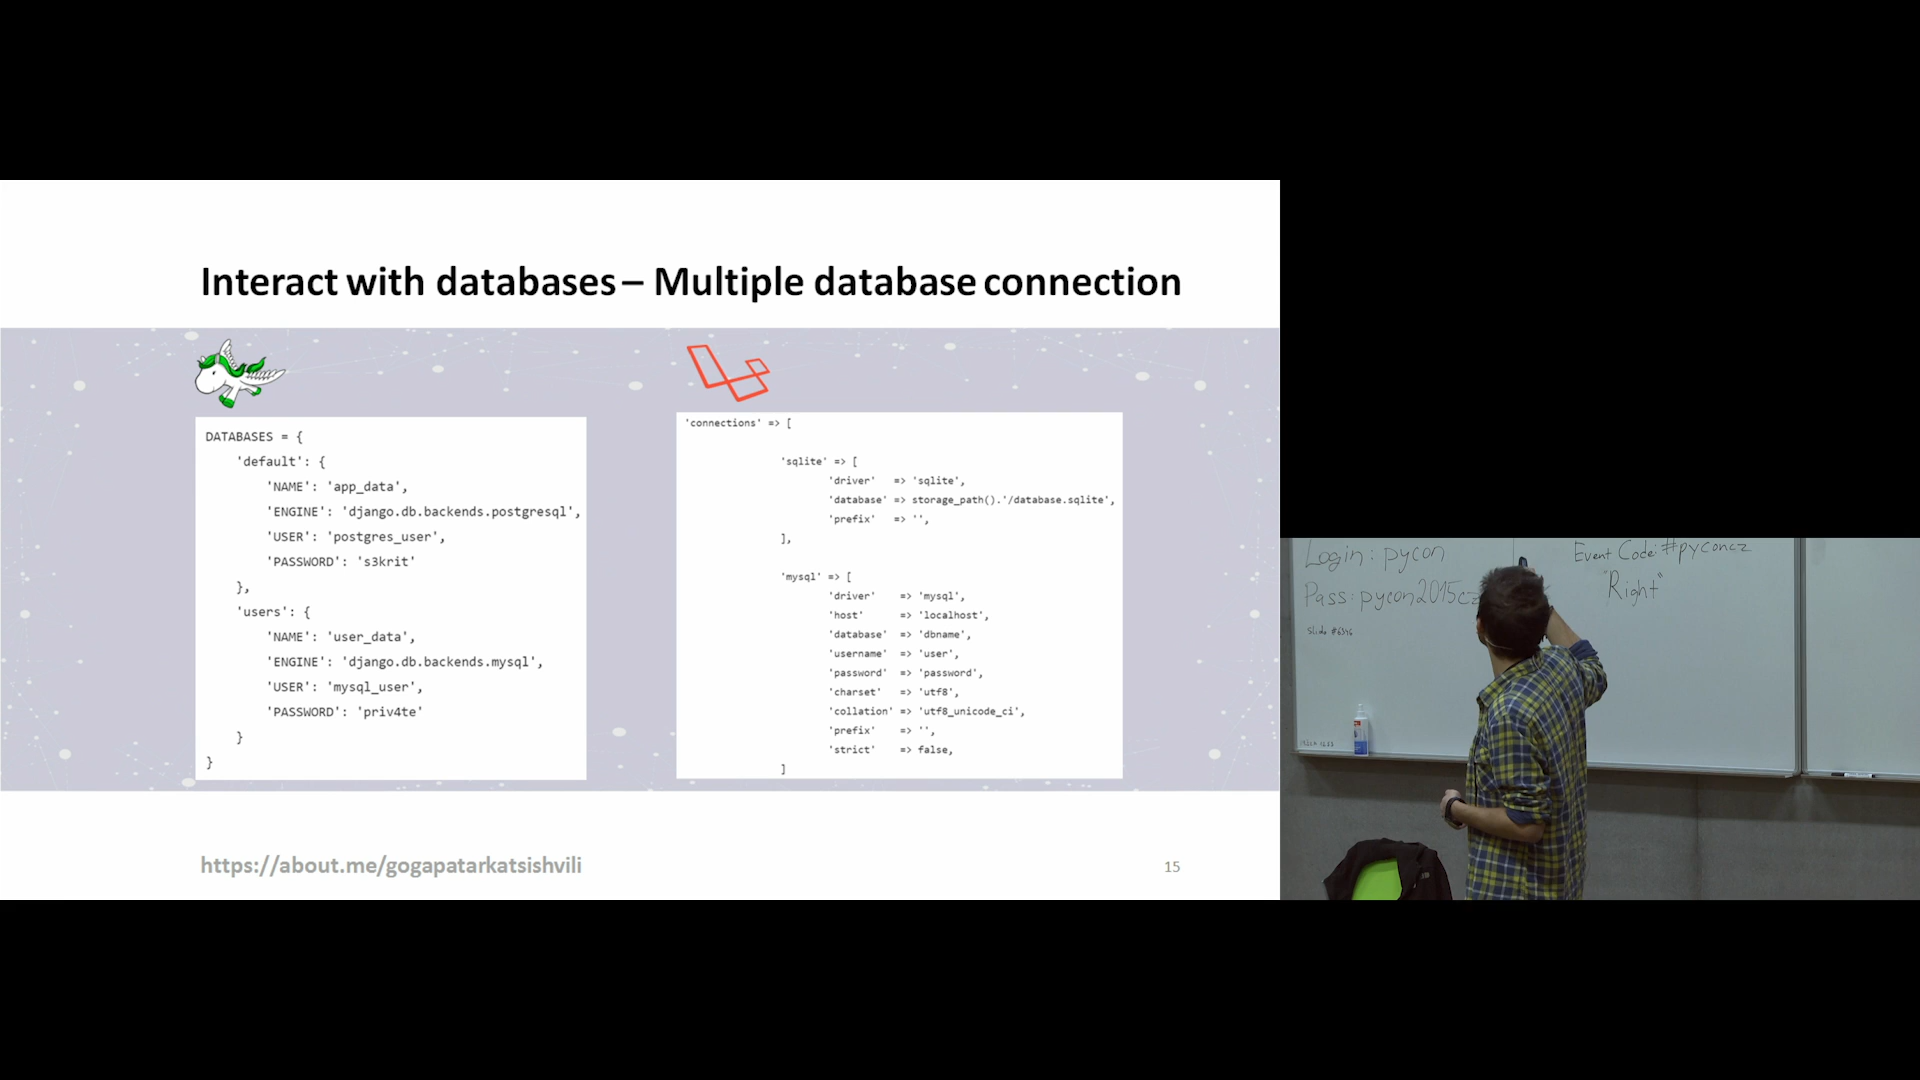 Interact with databases – Multiple database connection
DATABASES = {
'default': {
'NAME': 'app_data',
'ENGINE': 'django.db.backends.postgresql',
'USER': 'postgres_user',
'PASSWORD': 's3krit'
},
'users': {
'NAME': 'user_data',
'ENGINE': 'django.db.backends.mysql',
'USER': 'mysql_user',
'PASSWORD': 'priv4te'
}
}
'connections' => [
'sqlite' => [
'driver' => 'sqlite',
'database' => storage_path().'/database.sqlite',
'prefix' => '',
],
'mysql' => [
'driver' => 'mysql',
'host' => 'localhost',
'database' => 'dbname',
'username' => 'user',
'password' => 'password',
'charset' => 'utf8',
'collation' => 'utf8_unicode_ci',
'prefix' => '',
'strict' => false,
]
https://about.me/gogapatarkatsishvili
15
Login: pycon
Pass: pycon2015cz
Event Code: #pyconcz
"Right"